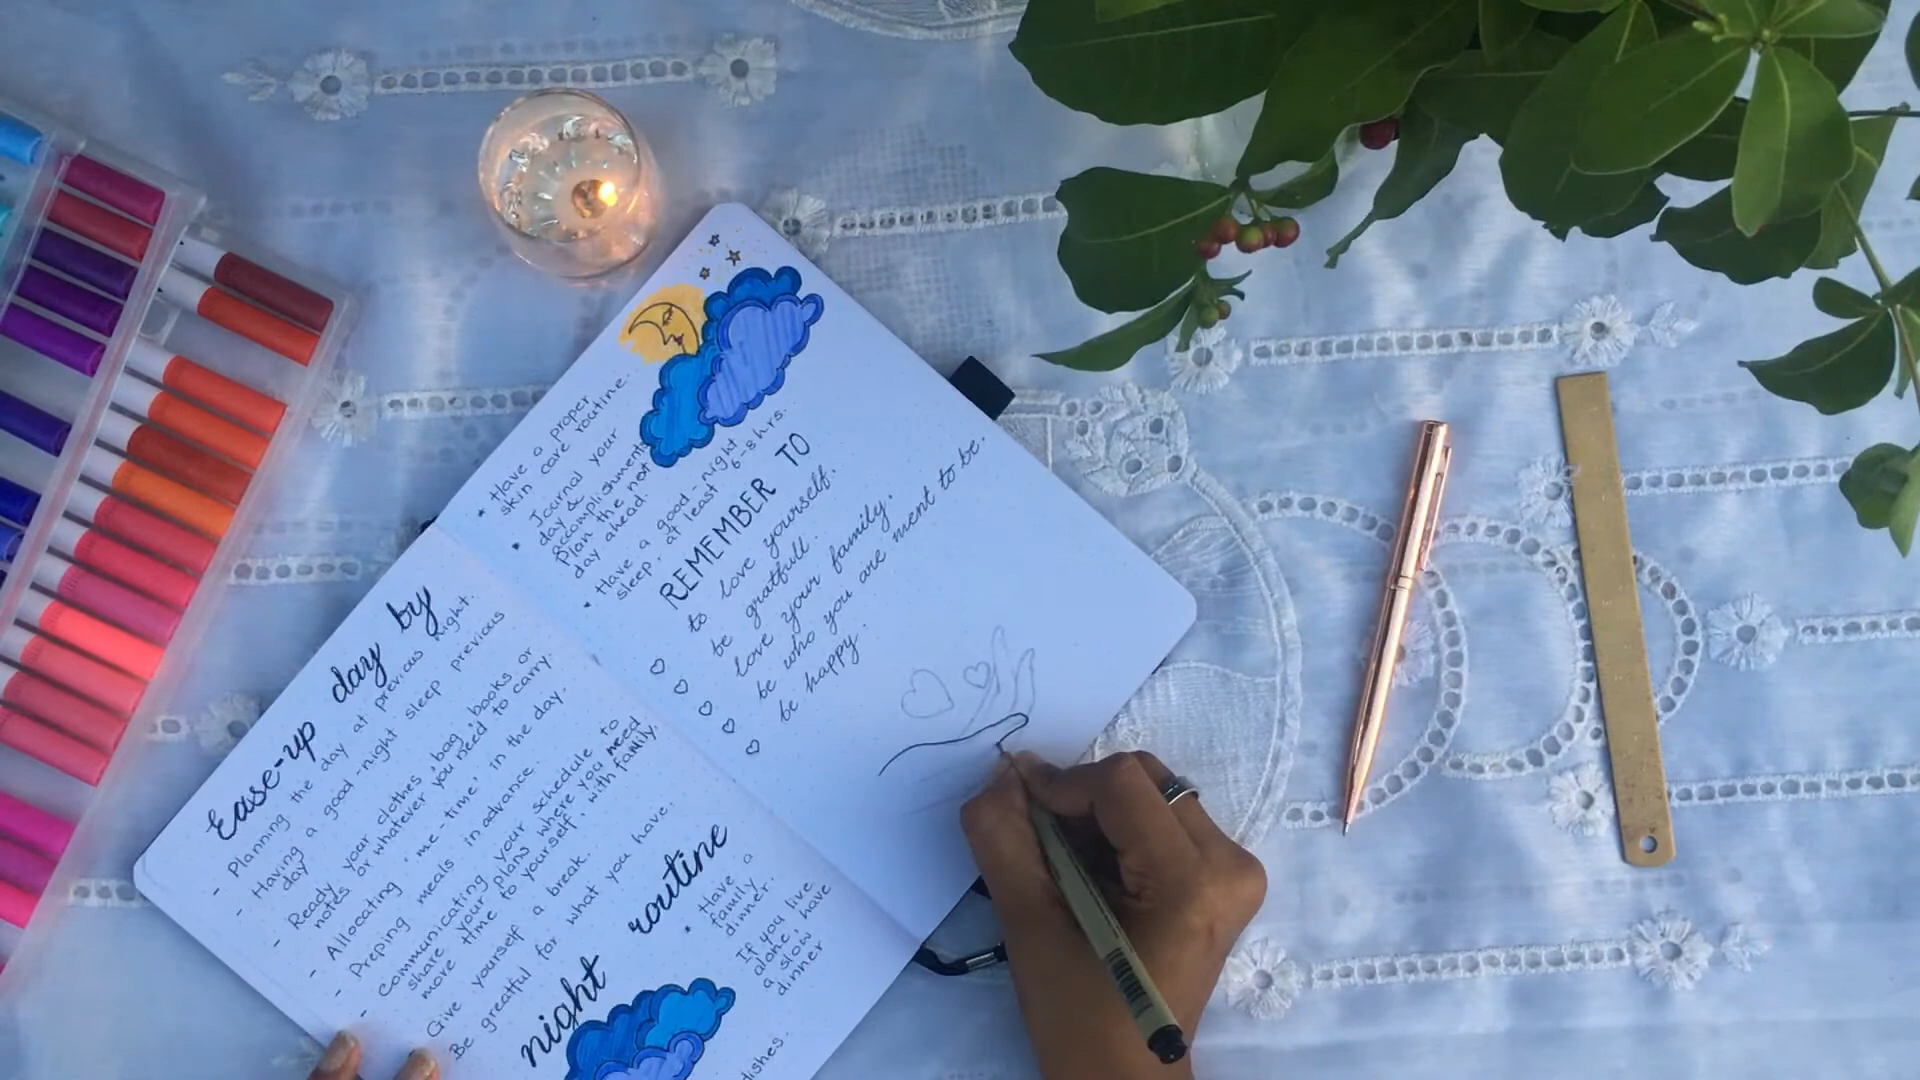 Ease-up day by
- Planning the day at previous night.
- Having a good-night sleep previous
day
- Ready your clothes, bag, books or
notes or whatever you need to carry.
- Allocating 'me-time' in the day.
- Preping meals in advance.
- Communicating your schedule to
share your plans where you need
more time to yourself, with family.
Give yourself a break.
Be greatful for what you have.
night routine
• Have a
family
dinner.
If you live
alone, have
a slow
dinner
dishes.
• Have a proper
skin care routine.
• Journal your
day &
accomplishments
Plan the next
day ahead.
• Have a good-night
sleep, at least 6-8 hrs.
REMEMBER TO
♡ to love yourself.
♡ be gratfull.
♡ love your family.
♡ be who you are ment to be.
♡ be happy.